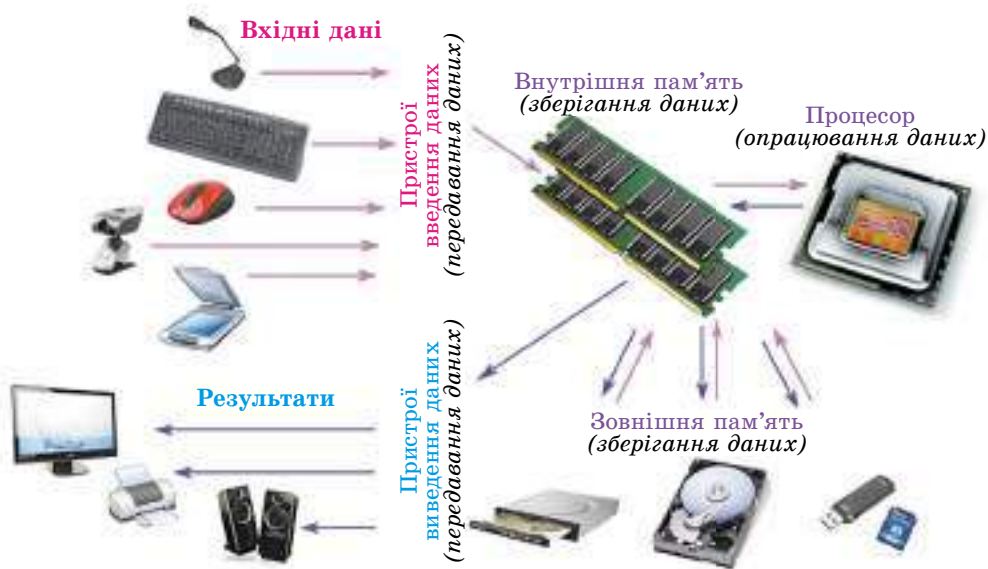 Вхідні дані
Пристрої
введення даних
(передавання даних)
Внутрішня пам'ять
(зберігання даних)
Процесор
(опрацювання даних)
Результати
Пристрої
виведення даних
(передавання даних)
Зовнішня пам'ять
(зберігання даних)